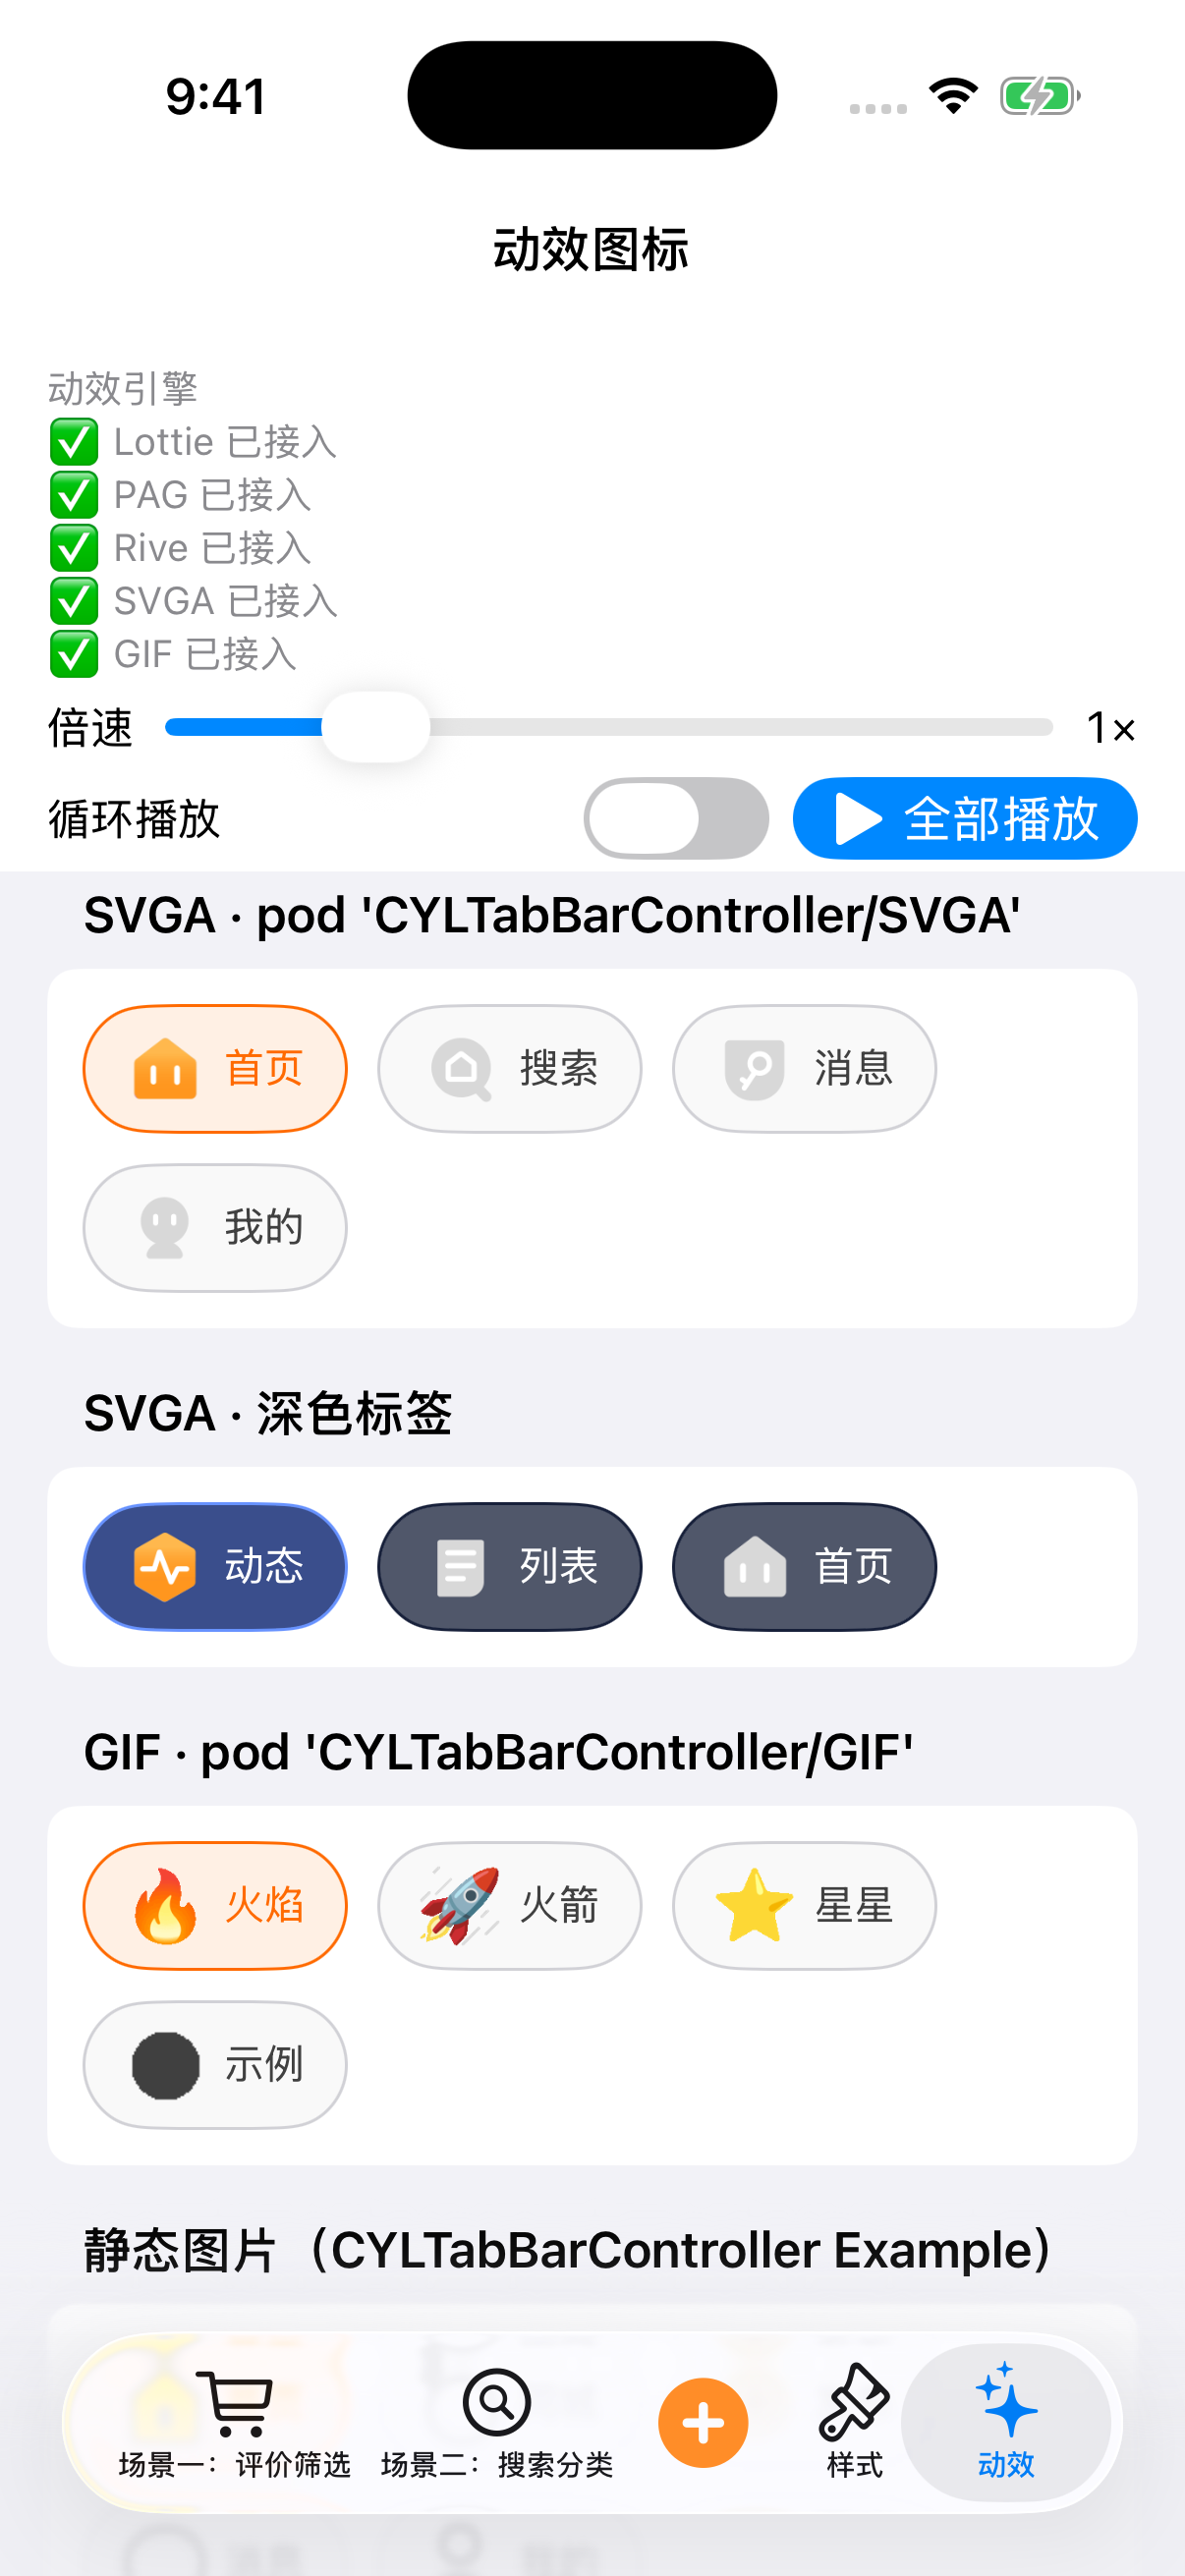 9:41
动效图标
动效引擎
✅ Lottie 已接入
✅ PAG 已接入
✅ Rive 已接入
✅ SVGA 已接入
✅ GIF 已接入
倍速 1×
循环播放 全部播放
SVGA · pod 'CYLTabBarController/SVGA'
首页 搜索 消息
我的
SVGA · 深色标签
动态 列表 首页
GIF · pod 'CYLTabBarController/GIF'
火焰 火箭 星星
示例
静态图片（CYLTabBarController Example）
场景一：评价筛选 场景二：搜索分类 样式 动效
消息 我的